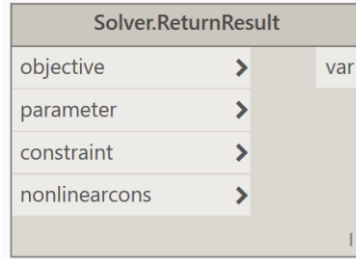 Solver.ReturnResult
objective > var
parameter >
constraint >
nonlinearcons >
I